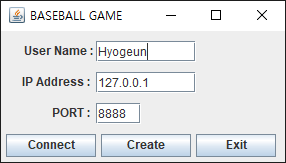 BASEBALL GAME
User Name : Hyogeun
IP Address : 127.0.0.1
PORT : 8888
Connect Create Exit